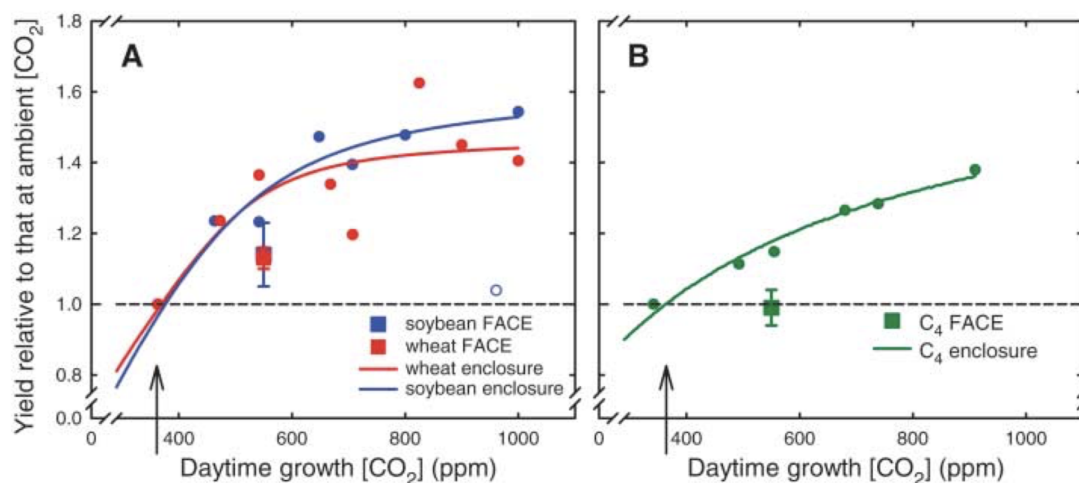 Yield relative to that at ambient [CO₂]
1.8
1.6
1.4
1.2
1.0
0.8
0.0
A
soybean FACE
wheat FACE
wheat enclosure
soybean enclosure
0 400 600 800 1000
Daytime growth [CO₂] (ppm)
B
C₄ FACE
C₄ enclosure
0 400 600 800 1000
Daytime growth [CO₂] (ppm)